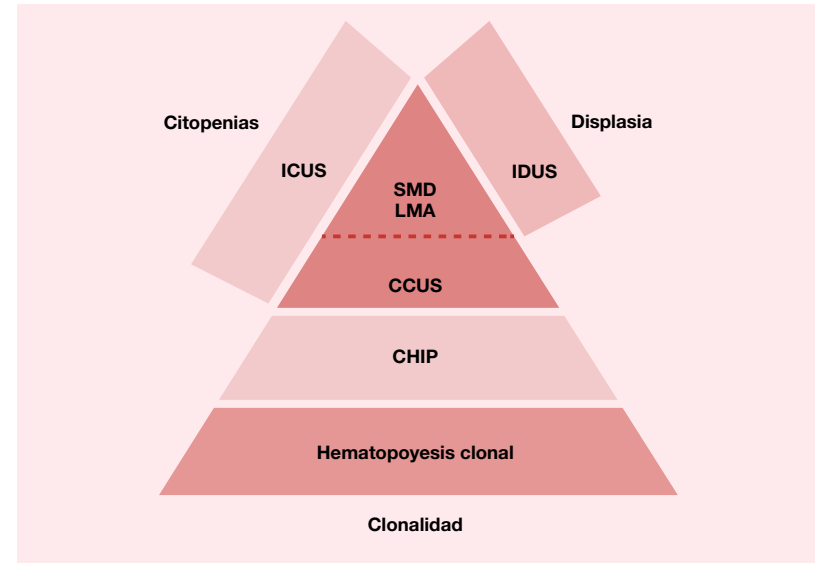 Citopenias
Displasia
ICUS
IDUS
SMD
LMA
CCUS
CHIP
Hematopoyesis clonal
Clonalidad